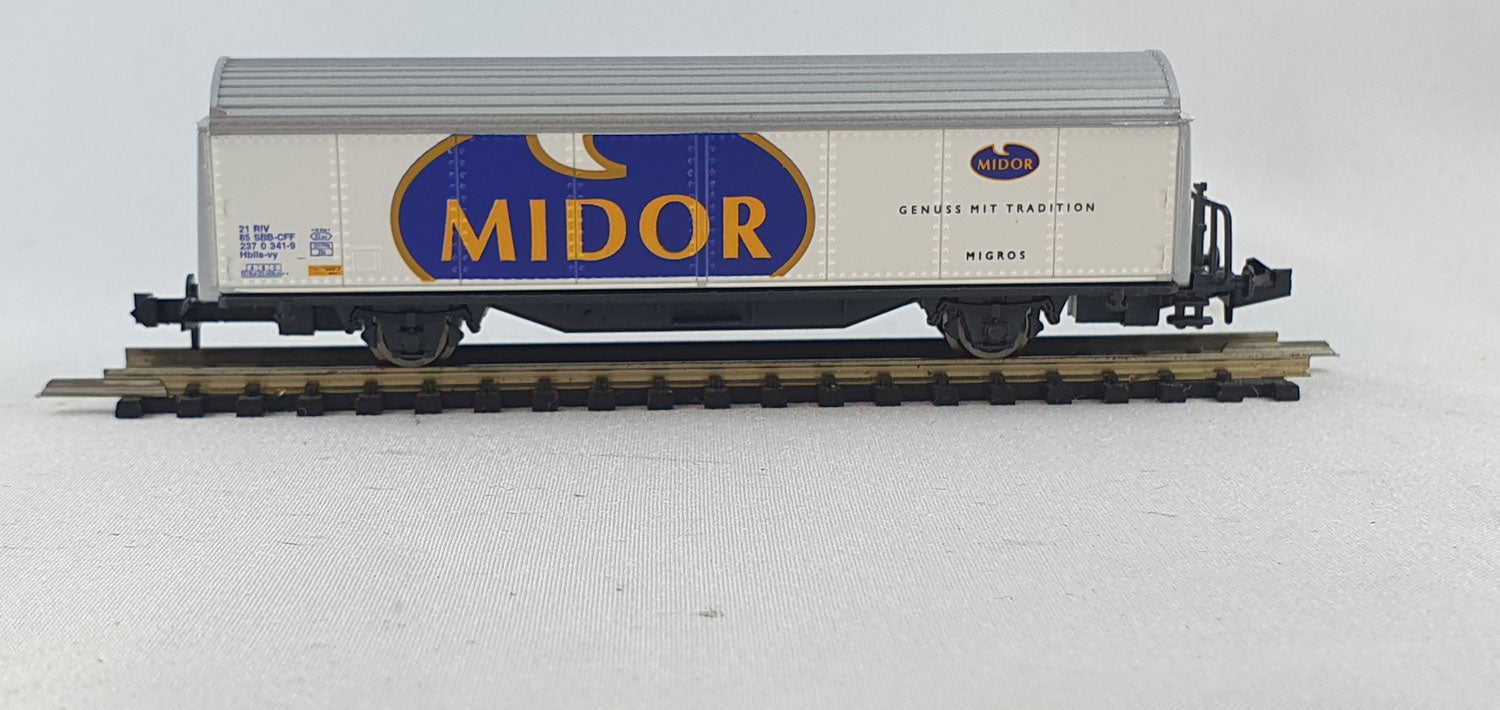 MIDOR
21 RIV
85 SBB-CFF
237 0 341-9
Hbils-vy
MIDOR
GENUSS MIT TRADITION
MIGROS